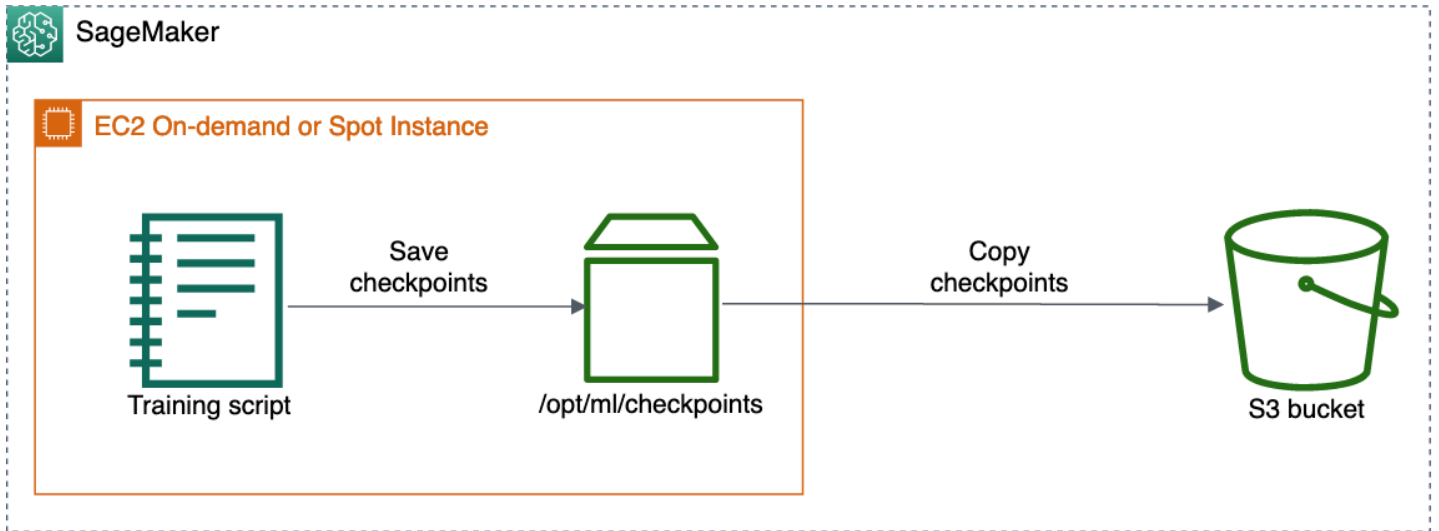 SageMaker
EC2 On-demand or Spot Instance
Save
checkpoints
Copy
checkpoints
Training script
/opt/ml/checkpoints
S3 bucket